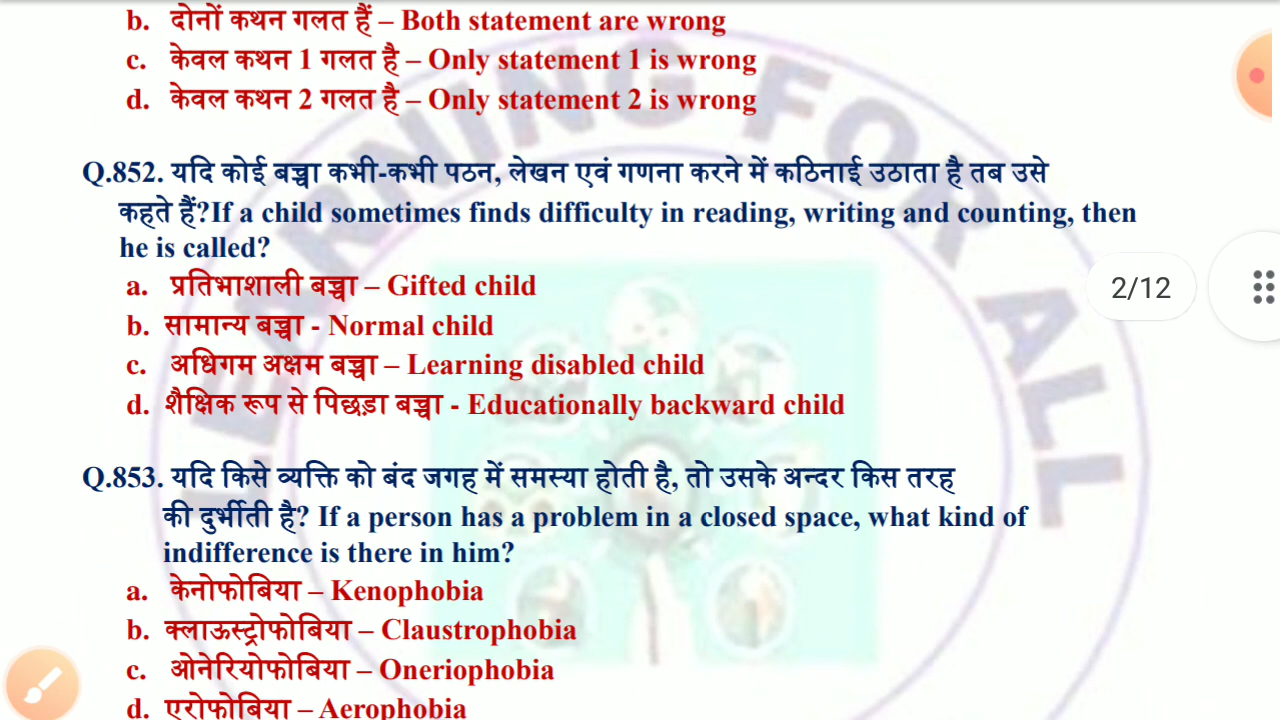 b. दोनों कथन गलत हैं – Both statement are wrong
c. केवल कथन 1 गलत है – Only statement 1 is wrong
d. केवल कथन 2 गलत है – Only statement 2 is wrong
Q.852. यदि कोई बच्चा कभी-कभी पठन, लेखन एवं गणना करने में कठिनाई उठाता है तब उसे
कहते हैं?If a child sometimes finds difficulty in reading, writing and counting, then
he is called?
a. प्रतिभाशाली बच्चा – Gifted child
b. सामान्य बच्चा - Normal child
c. अधिगम अक्षम बच्चा – Learning disabled child
d. शैक्षिक रूप से पिछड़ा बच्चा - Educationally backward child
2/12
Q.853. यदि किसे व्यक्ति को बंद जगह में समस्या होती है, तो उसके अन्दर किस तरह
की दुर्भीती है? If a person has a problem in a closed space, what kind of
indifference is there in him?
a. केनोफोबिया – Kenophobia
b. क्लाऊस्ट्रोफोबिया – Claustrophobia
c. ओनेरियोफोबिया – Oneriophobia
d. एरोफोबिया – Aerophobia
LEARNING FOR ALL